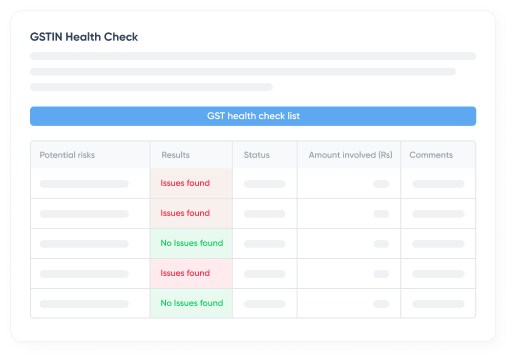 GSTIN Health Check
GST health check list
Potential risks Results Status Amount involved (Rs) Comments
Issues found
Issues found
No Issues found
Issues found
No Issues found